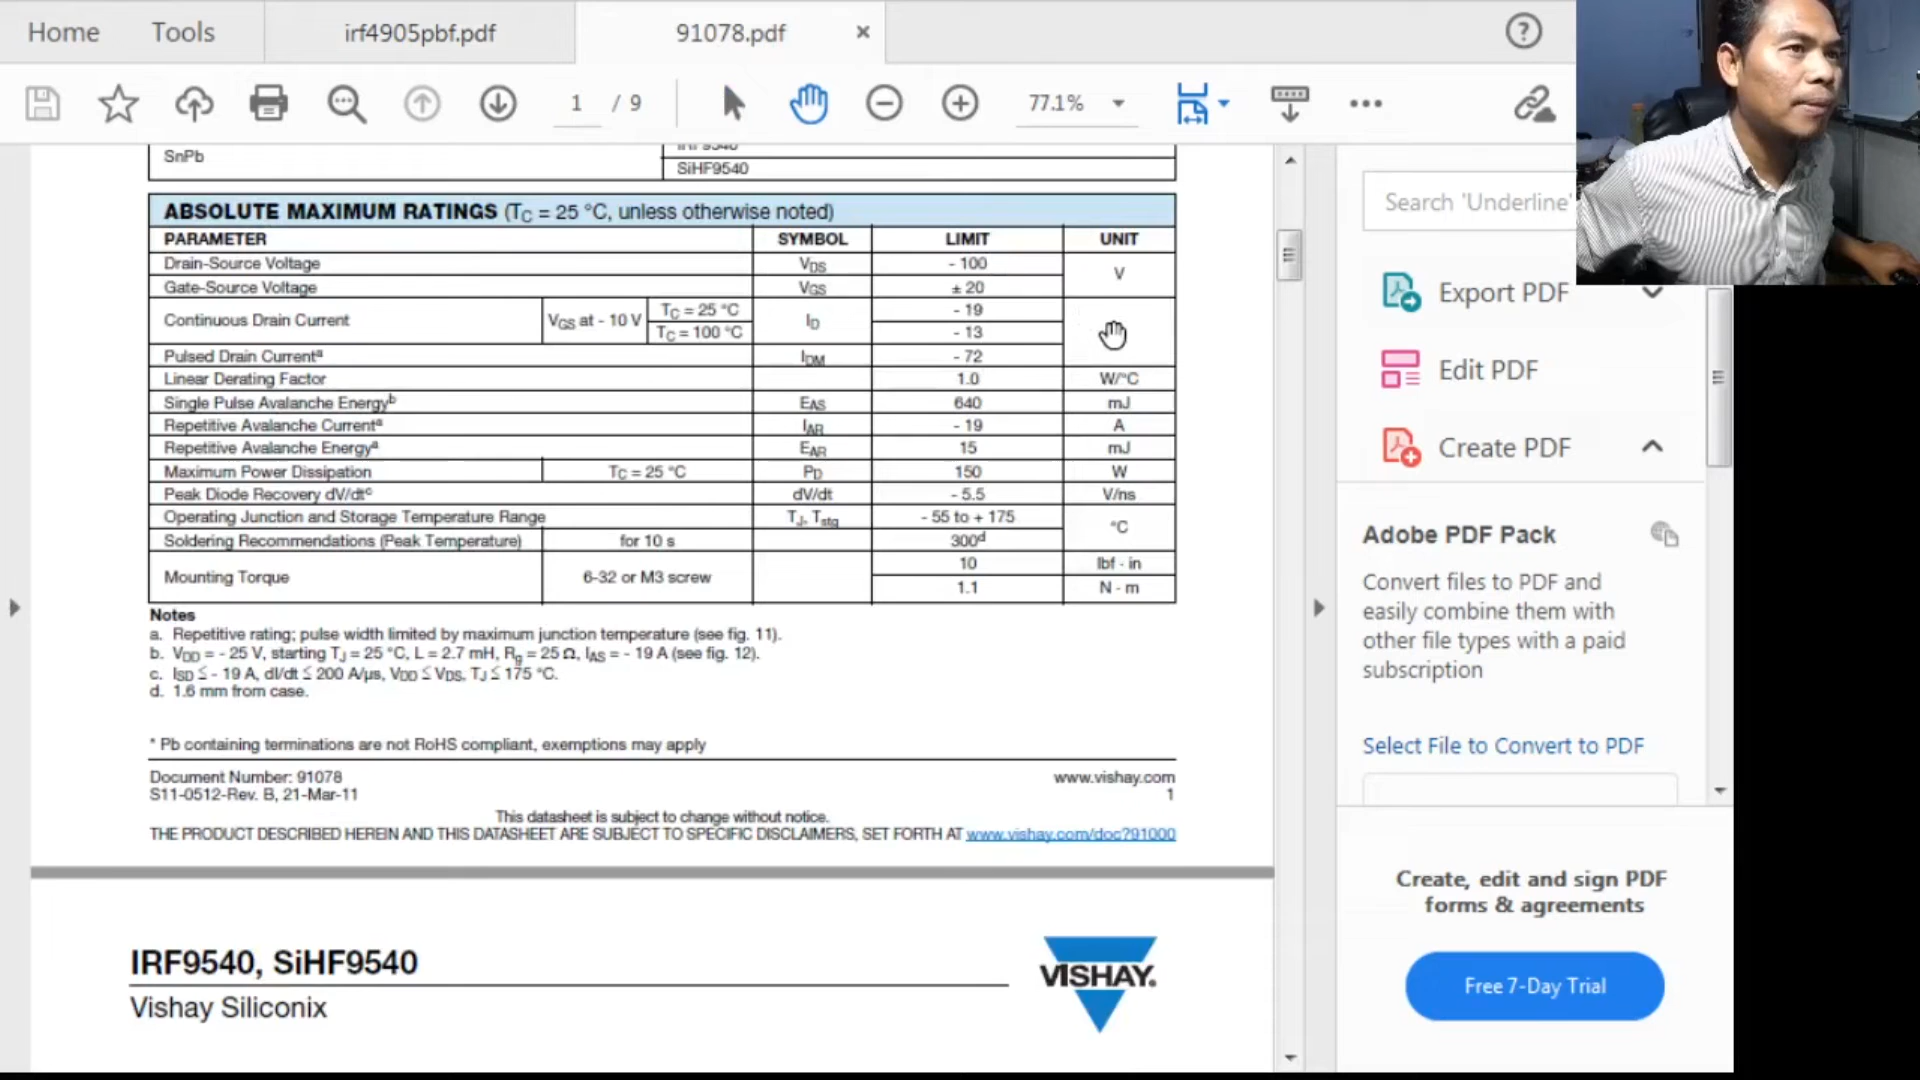 Home Tools irf4905pbf.pdf 91078.pdf
1 / 9 77.1%
SnPb
SiHF9540
ABSOLUTE MAXIMUM RATINGS (TC = 25 °C, unless otherwise noted)
PARAMETER SYMBOL LIMIT UNIT
Drain-Source Voltage VDS - 100 V
Gate-Source Voltage VGS ± 20
Continuous Drain Current VGS at - 10 V TC = 25 °C ID - 19
TC = 100 °C - 13
Pulsed Drain Currentᵃ IDM - 72
Linear Derating Factor 1.0 W/°C
Single Pulse Avalanche Energyᵇ EAS 640 mJ
Repetitive Avalanche Currentᵃ IAR - 19 A
Repetitive Avalanche Energyᵃ EAR 15 mJ
Maximum Power Dissipation TC = 25 °C PD 150 W
Peak Diode Recovery dV/dtᶜ dV/dt - 5.5 V/ns
Operating Junction and Storage Temperature Range TJ, Tstg - 55 to + 175 °C
Soldering Recommendations (Peak Temperature) for 10 s 300ᵈ
Mounting Torque 6-32 or M3 screw 10 lbf · in
1.1 N · m
Notes
a. Repetitive rating; pulse width limited by maximum junction temperature (see fig. 11).
b. VDD = - 25 V, starting TJ = 25 °C, L = 2.7 mH, Rg = 25 Ω, IAS = - 19 A (see fig. 12).
c. ISD ≤ - 19 A, dI/dt ≤ 200 A/µs, VDD ≤ VDS, TJ ≤ 175 °C.
d. 1.6 mm from case.
* Pb containing terminations are not RoHS compliant, exemptions may apply
Document Number: 91078 www.vishay.com
S11-0512-Rev. B, 21-Mar-11 1
This datasheet is subject to change without notice.
THE PRODUCT DESCRIBED HEREIN AND THIS DATASHEET ARE SUBJECT TO SPECIFIC DISCLAIMERS, SET FORTH AT www.vishay.com/doc?91000
IRF9540, SiHF9540
Vishay Siliconix
VISHAY.
Search 'Underline'
Export PDF
Edit PDF
Create PDF
Adobe PDF Pack
Convert files to PDF and
easily combine them with
other file types with a paid
subscription
Select File to Convert to PDF
Create, edit and sign PDF
forms & agreements
Free 7-Day Trial